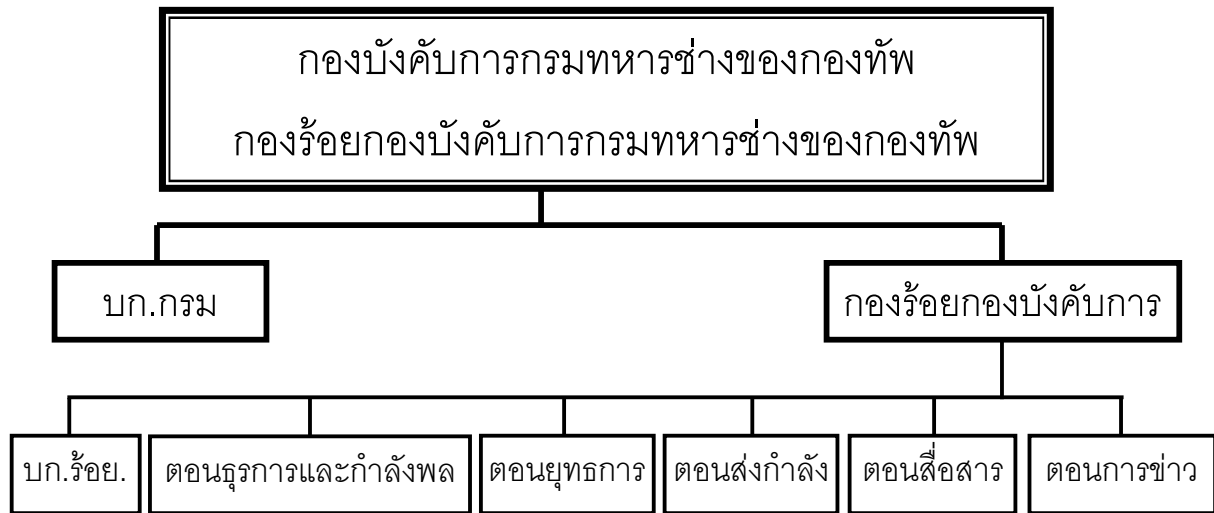 กองบังคับการกรมทหารช่างของกองทัพ
กองร้อยกองบังคับการกรมทหารช่างของกองทัพ
บก.กรม
กองร้อยกองบังคับการ
บก.ร้อย.
ตอนธุรการและกำลังพล
ตอนยุทธการ
ตอนส่งกำลัง
ตอนสื่อสาร
ตอนการข่าว